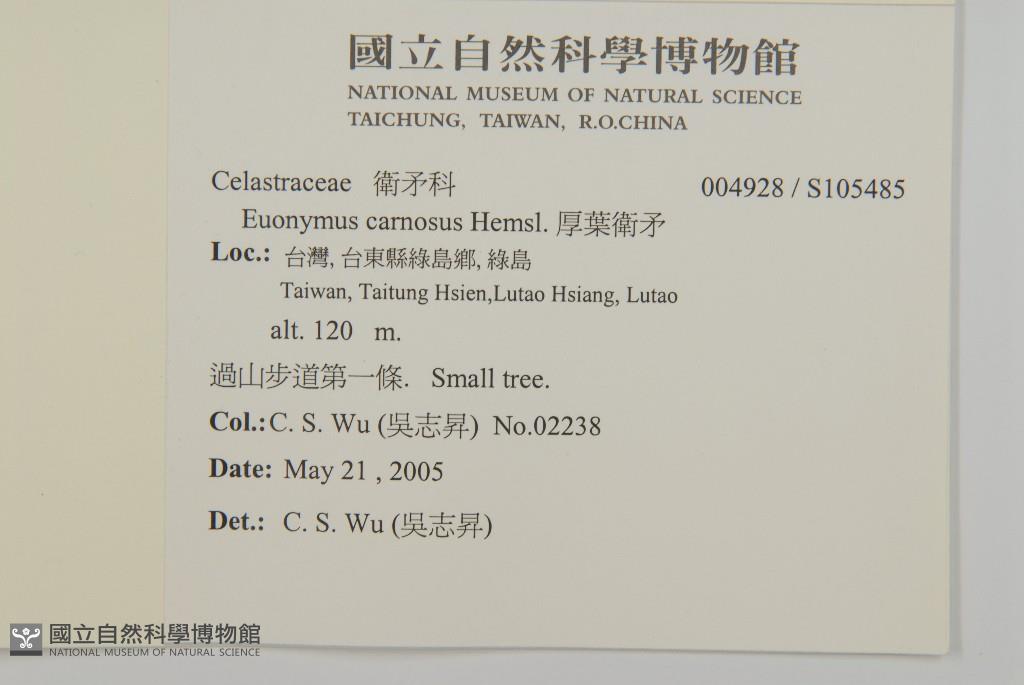 國立自然科學博物館
NATIONAL MUSEUM OF NATURAL SCIENCE
TAICHUNG, TAIWAN, R.O.CHINA
Celastraceae 衛矛科 004928 / S105485
Euonymus carnosus Hemsl. 厚葉衛矛
Loc.: 台灣, 台東縣綠島鄉, 綠島
Taiwan, Taitung Hsien,Lutao Hsiang, Lutao
alt. 120 m.
過山步道第一條. Small tree.
Col.: C. S. Wu (吳志昇) No.02238
Date: May 21 , 2005
Det.: C. S. Wu (吳志昇)
國立自然科學博物館
NATIONAL MUSEUM OF NATURAL SCIENCE